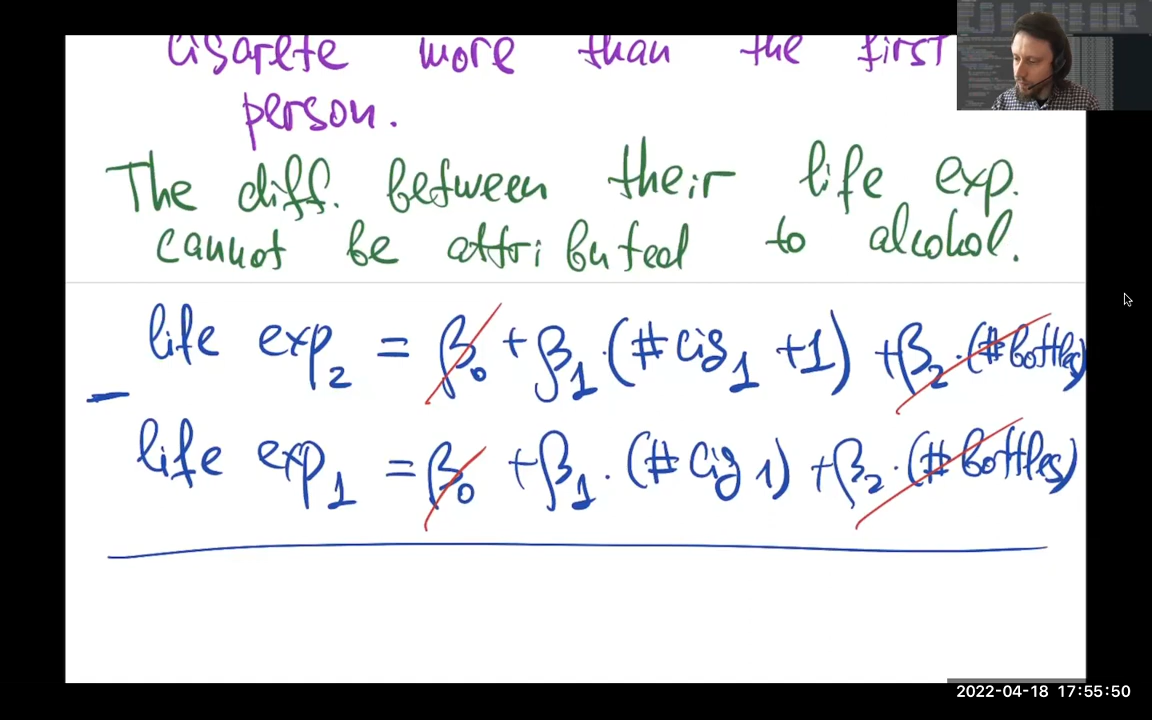 cigarete more than the first
person.
The diff. between their life exp.
cannot be attributed to alcohol.
life exp₂ = β₀ + β₁·(#cig₁ +1) +β₂·(#bottles)
−
life exp₁ = β₀ +β₁·(#cig 1) +β₂·(#bottles)
2022-04-18 17:55:50